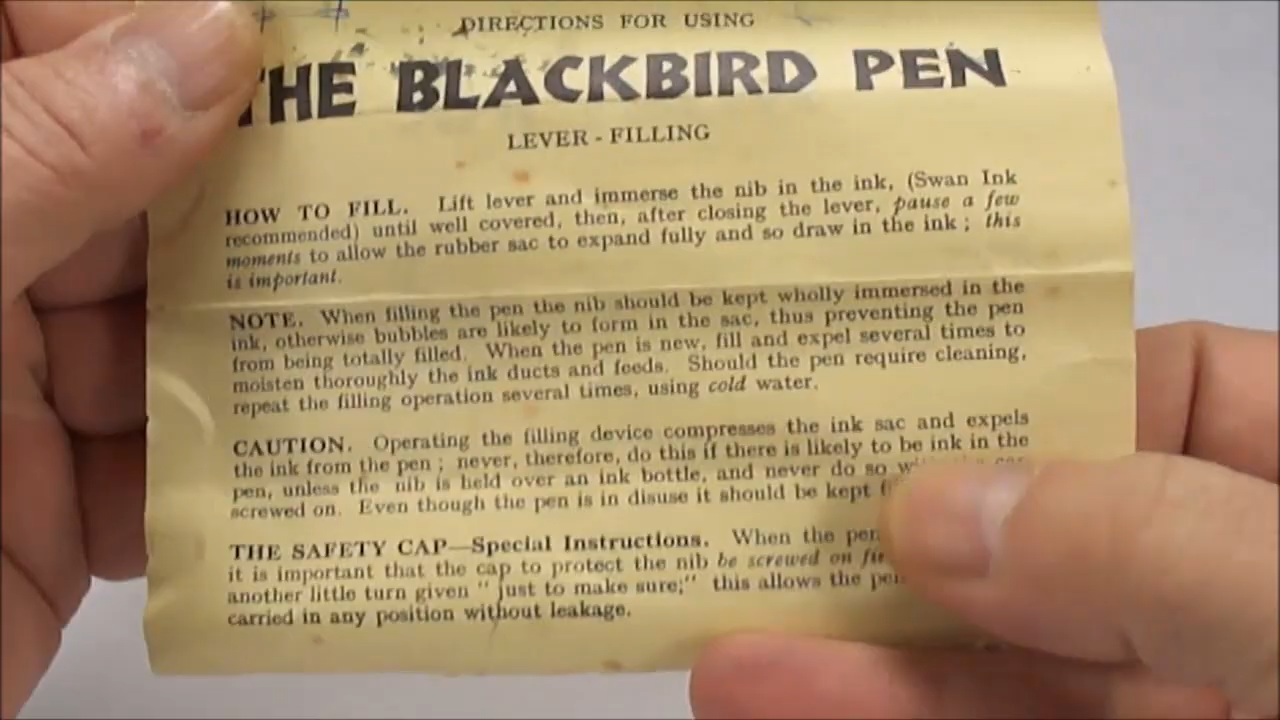 DIRECTIONS FOR USING
THE BLACKBIRD PEN
LEVER - FILLING
HOW TO FILL. Lift lever and immerse the nib in the ink, (Swan Ink
recommended) until well covered, then, after closing the lever, pause a few
moments to allow the rubber sac to expand fully and so draw in the ink ; this
is important.
NOTE. When filling the pen the nib should be kept wholly immersed in the
ink, otherwise bubbles are likely to form in the sac, thus preventing the pen
from being totally filled. When the pen is new, fill and expel several times to
moisten thoroughly the ink ducts and feeds. Should the pen require cleaning,
repeat the filling operation several times, using cold water.
CAUTION. Operating the filling device compresses the ink sac and expels
the ink from the pen ; never, therefore, do this if there is likely to be ink in the
pen, unless the nib is held over an ink bottle, and never do so
screwed on. Even though the pen is in disuse it should be kept
THE SAFETY CAP—Special Instructions. When the pen
it is important that the cap to protect the nib be screwed on
another little turn given " just to make sure;" this allows the
carried in any position without leakage.